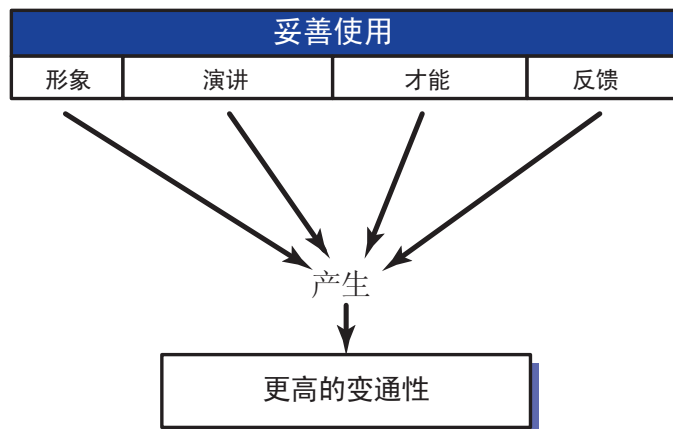 妥善使用
形象 演讲 才能 反馈
产生
更高的变通性